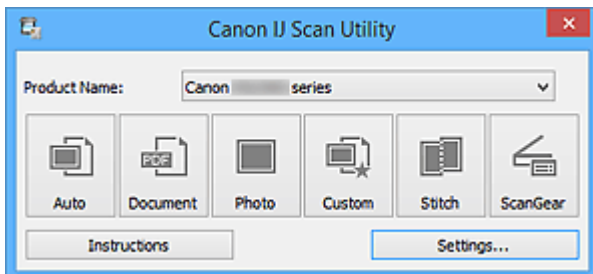 Canon IJ Scan Utility
Product Name: Canon series
PDF
Auto Document Photo Custom Stitch ScanGear
Instructions Settings...